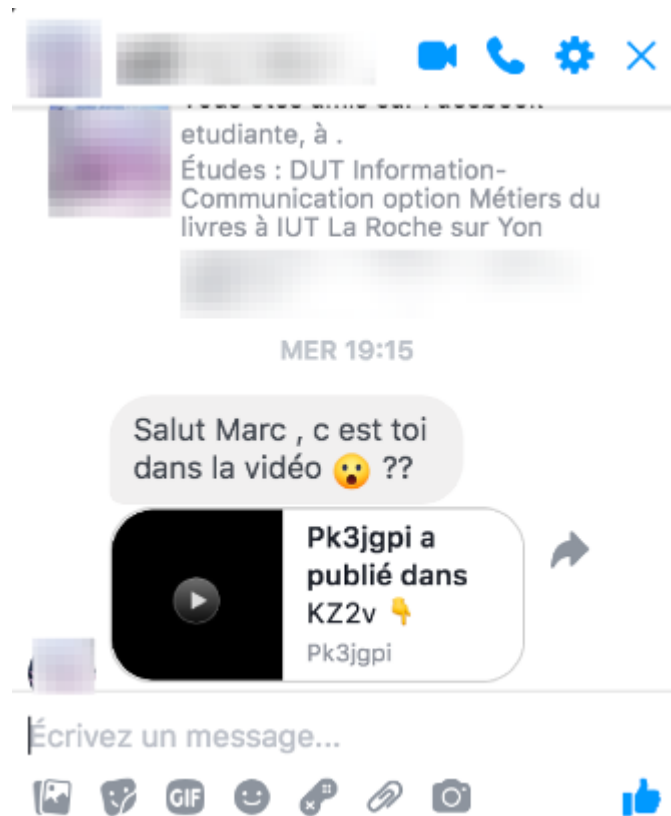 etudiante, à .
Études : DUT Information-
Communication option Métiers du
livres à IUT La Roche sur Yon
MER 19:15
Salut Marc , c est toi
dans la vidéo 😮 ??
Pk3jgpi a
publié dans
KZ2v 👇
Pk3jgpi
Écrivez un message...
GIF